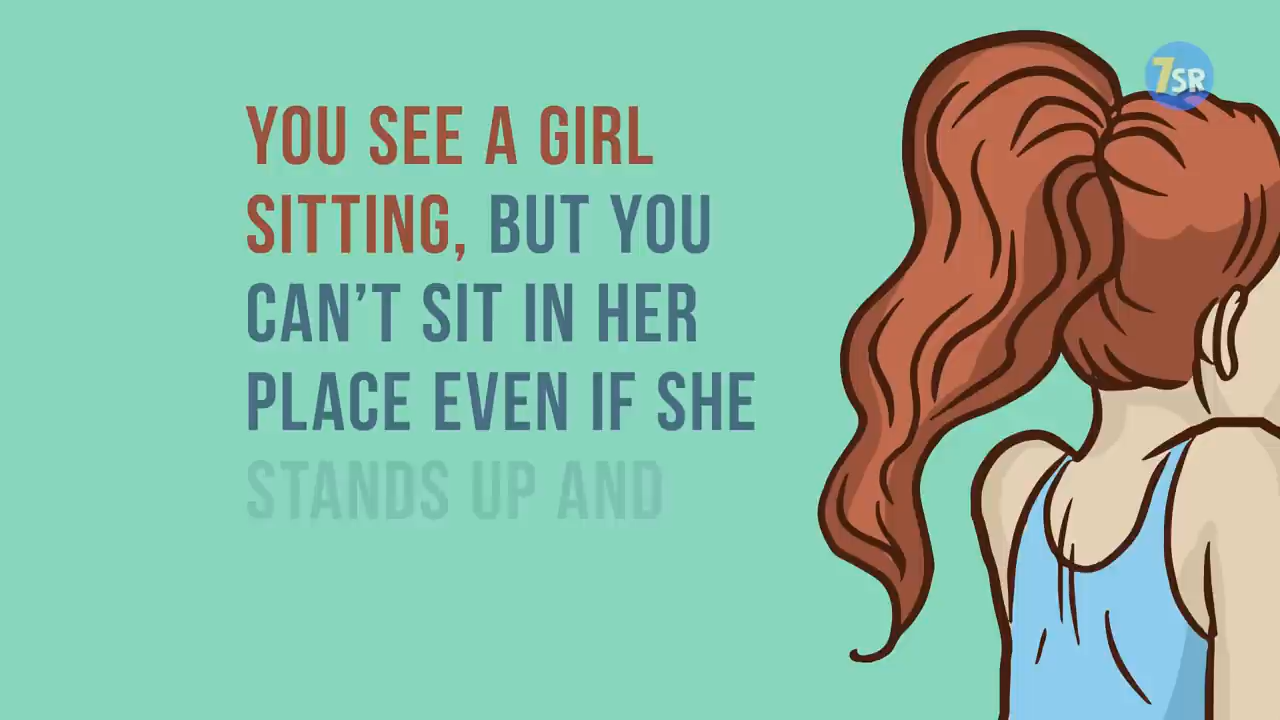 7SR
YOU SEE A GIRL
SITTING, BUT YOU
CAN'T SIT IN HER
PLACE EVEN IF SHE
STANDS UP AND